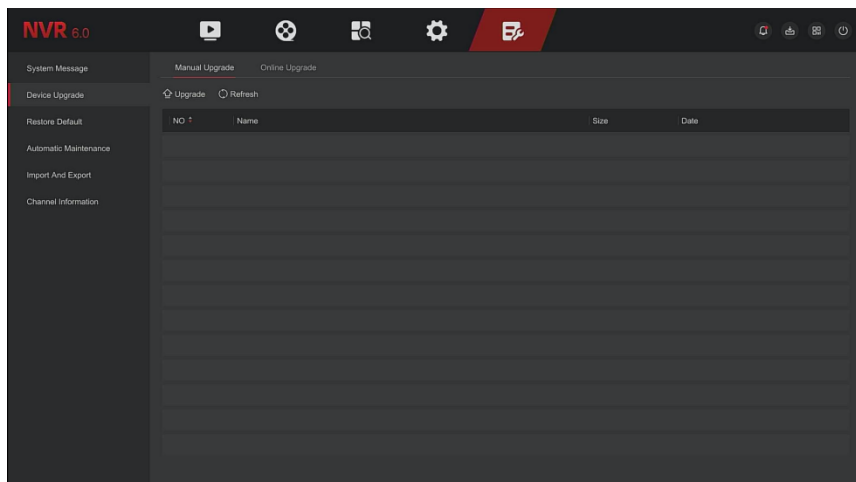 NVR 6.0
System Message
Manual Upgrade Online Upgrade
Device Upgrade
Upgrade Refresh
Restore Default
NO Name Size Date
Automatic Maintenance
Import And Export
Channel Information